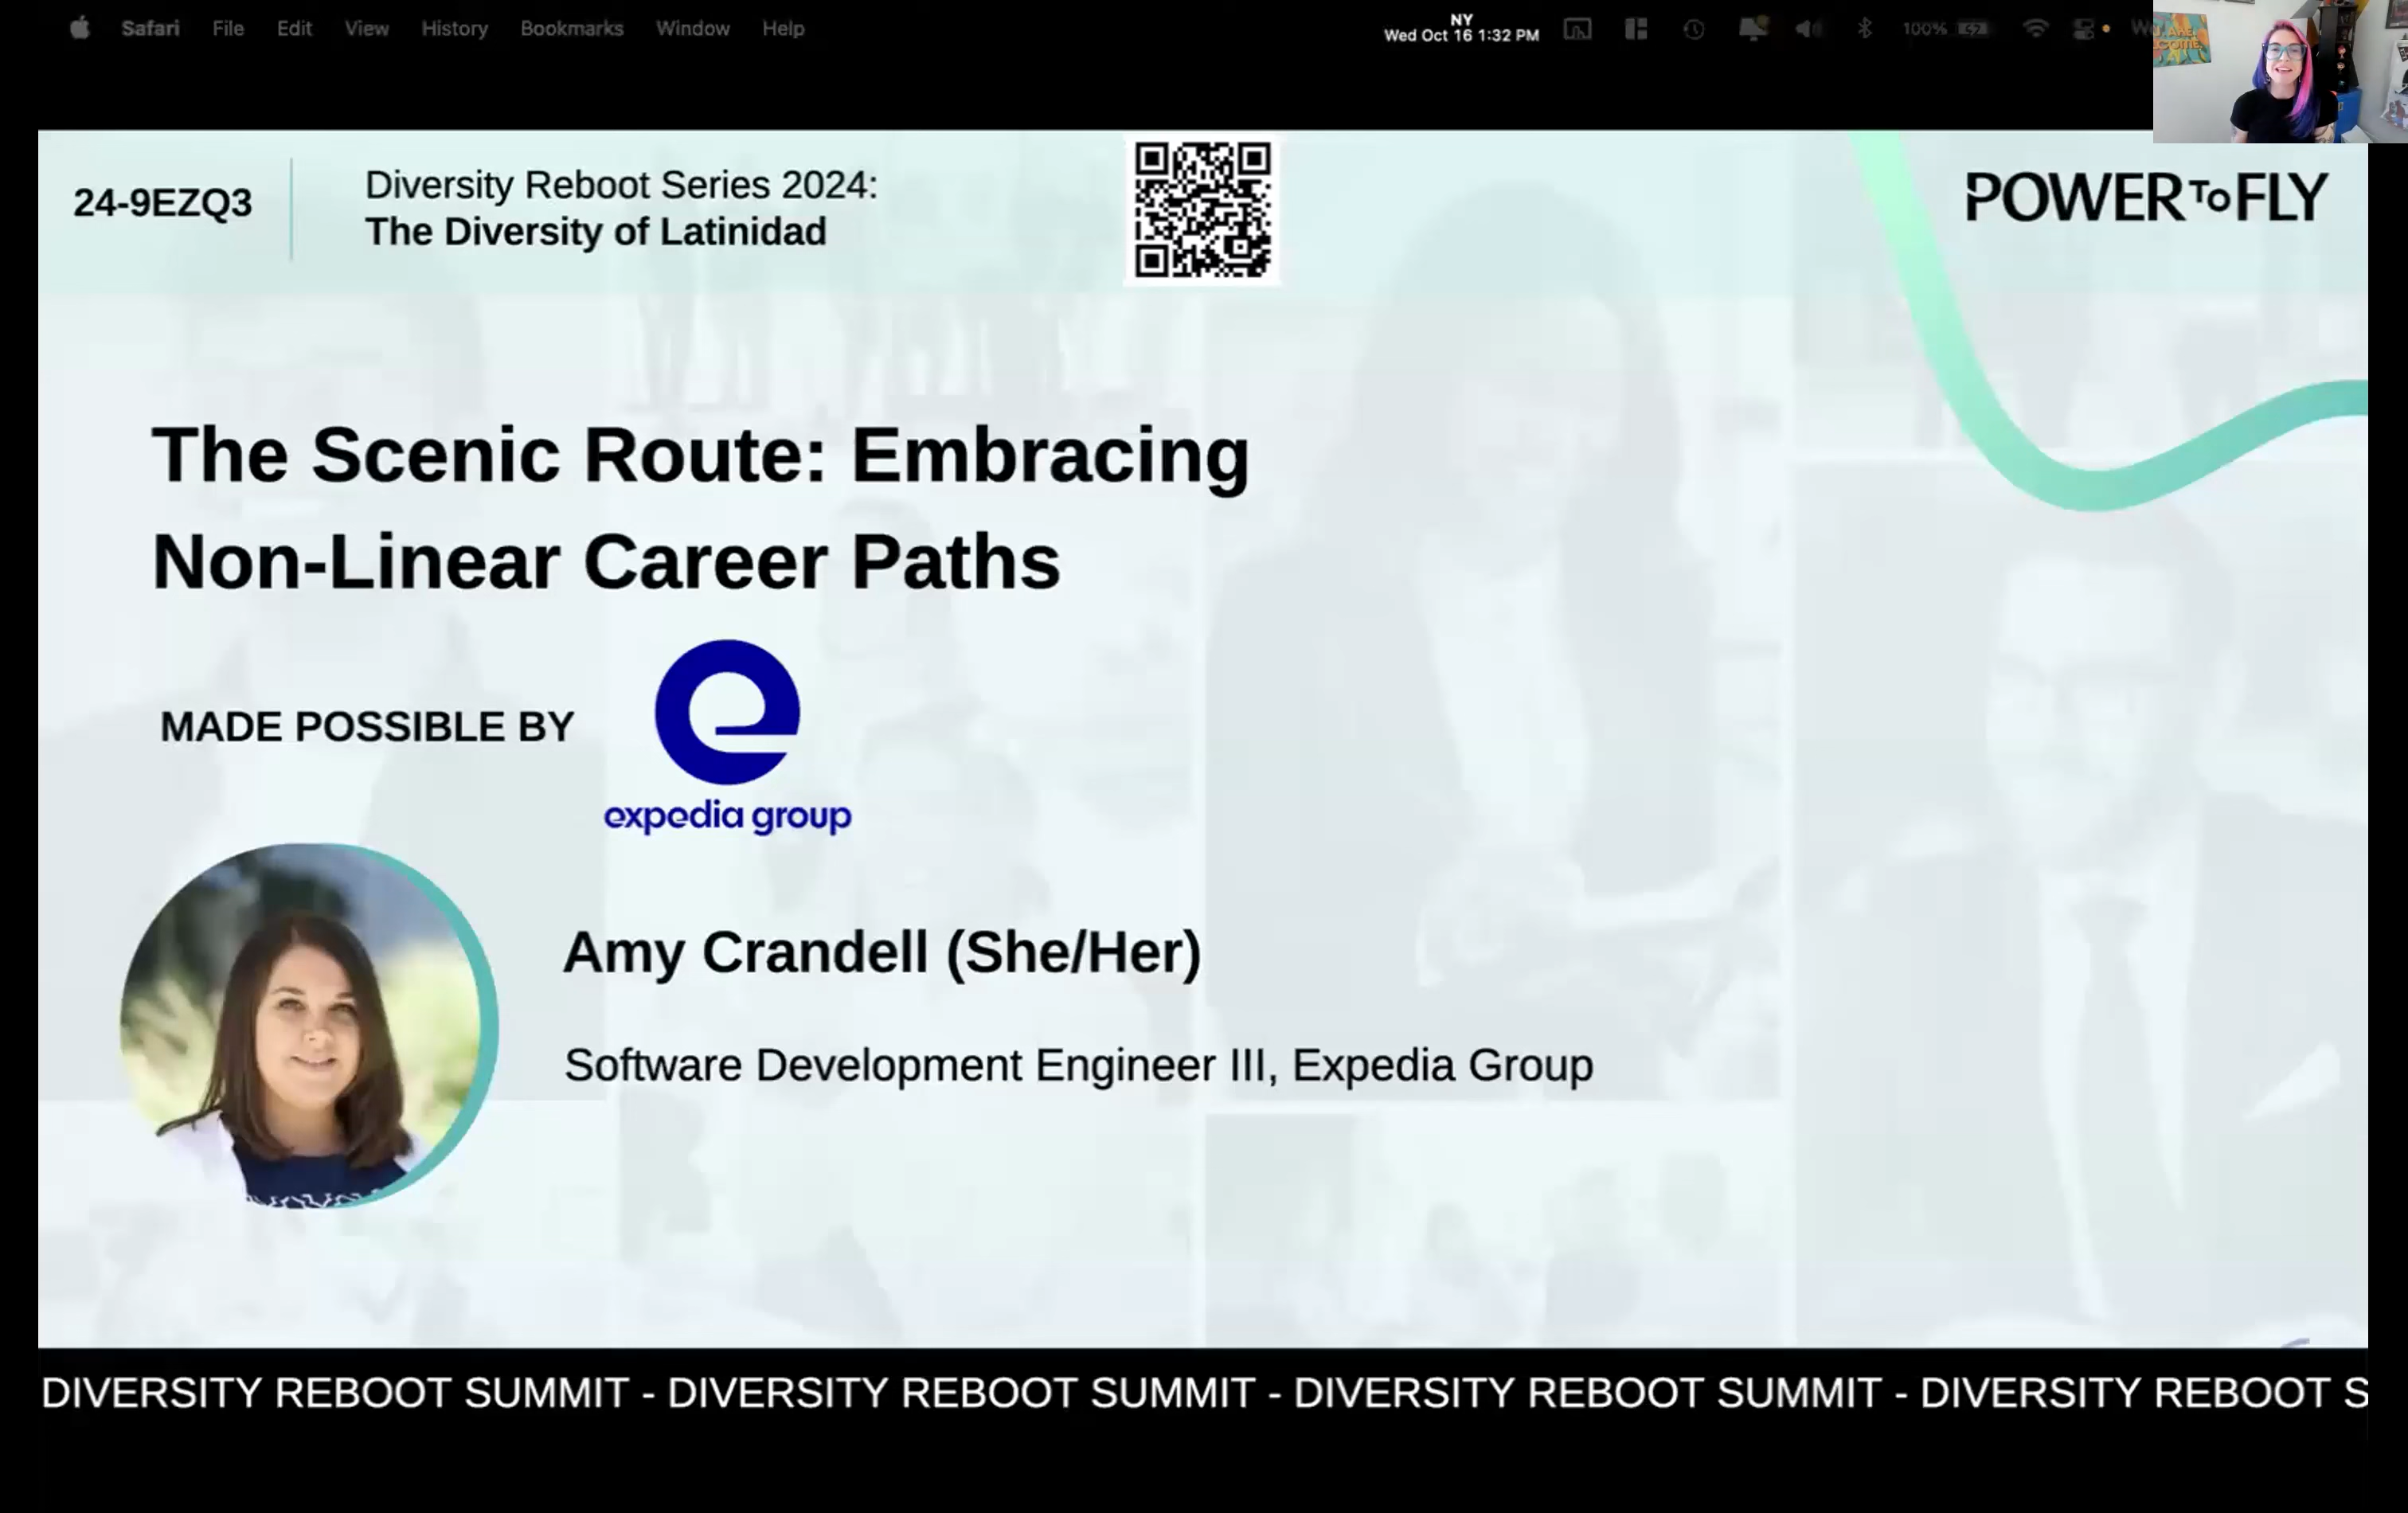 Safari File Edit View History Bookmarks Window Help
NY
Wed Oct 16 1:32 PM
100%
24-9EZQ3
Diversity Reboot Series 2024:
The Diversity of Latinidad
POWERTOFLY
The Scenic Route: Embracing
Non-Linear Career Paths
MADE POSSIBLE BY
e
expedia group
Amy Crandell (She/Her)
Software Development Engineer III, Expedia Group
DIVERSITY REBOOT SUMMIT - DIVERSITY REBOOT SUMMIT - DIVERSITY REBOOT SUMMIT - DIVERSITY REBOOT S